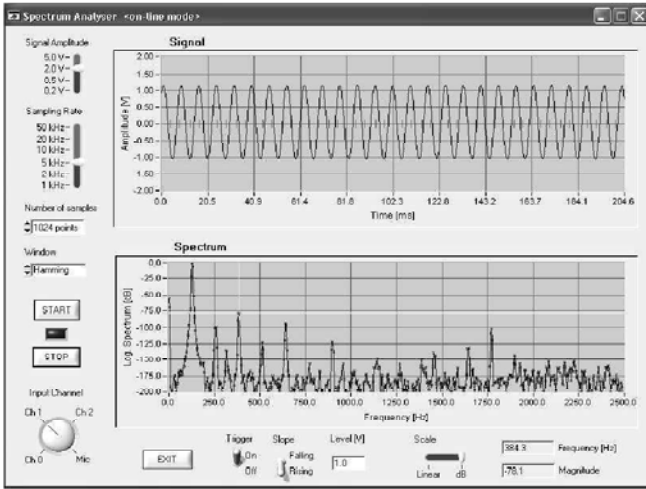 Spectrum Analyser <on-line mode>
Signal Amplitude
5.0 V
2.0 V
0.5 V
0.2 V
Sampling Rate
50 kHz
20 kHz
10 kHz
5 kHz
2 kHz
1 kHz
Number of samples
1024 points
Window
Hamming
START
STOP
Input Channel
Ch 1
Ch 2
Ch 0
Mic
Signal
Amplitude [V]
2.00
1.50
1.00
0.50
0.00
-0.50
-1.00
-1.50
-2.00
0.0 20.5 40.9 61.4 81.8 102.3 122.8 143.2 163.7 184.1 204.6
Time [ms]
Spectrum
Log Spectrum [dB]
0.0
-25.0
-50.0
-75.0
-100.0
-125.0
-150.0
-175.0
-200.0
0.0 250.0 500.0 750.0 1000.0 1250.0 1500.0 1750.0 2000.0 2250.0 2500.0
Frequency [Hz]
EXIT
Trigger
On
Off
Slope
Falling
Rising
Level [V]
1.0
Scale
Linear dB
384.3 Frequency [Hz]
-78.1 Magnitude